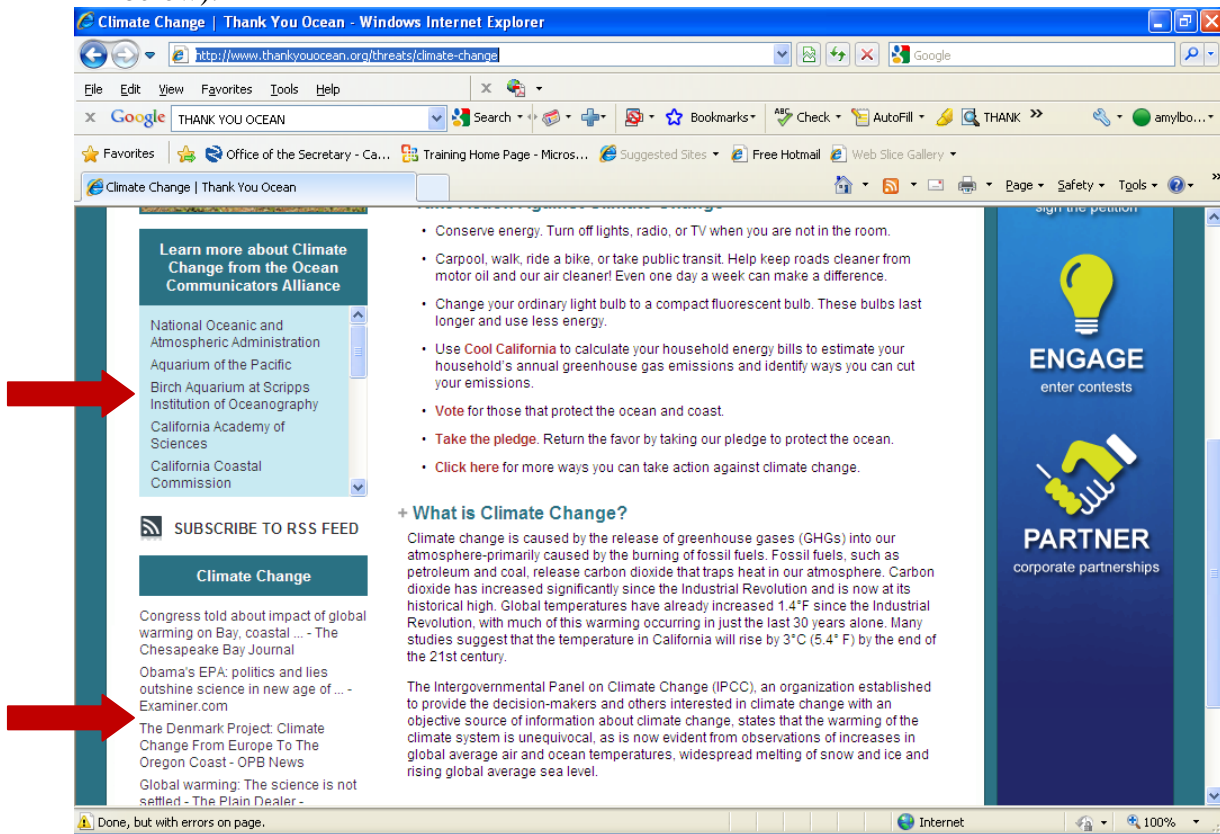 Climate Change | Thank You Ocean - Windows Internet Explorer
http://www.thankyouocean.org/threats/climate-change
Google
File Edit View Favorites Tools Help
x
x Google THANK YOU OCEAN Search Bookmarks Check AutoFill THANK amylbo...
Favorites Office of the Secretary - Ca... Training Home Page - Micros... Suggested Sites Free Hotmail Web Slice Gallery
Climate Change | Thank You Ocean Page Safety Tools
Learn more about Climate
Change from the Ocean
Communicators Alliance
National Oceanic and
Atmospheric Administration
Aquarium of the Pacific
Birch Aquarium at Scripps
Institution of Oceanography
California Academy of
Sciences
California Coastal
Commission
SUBSCRIBE TO RSS FEED
Climate Change
Congress told about impact of global
warming on Bay, coastal ... - The
Chesapeake Bay Journal
Obama's EPA: politics and lies
outshine science in new age of ... -
Examiner.com
The Denmark Project: Climate
Change From Europe To The
Oregon Coast - OPB News
Global warming: The science is not
settled - The Plain Dealer -
Take Action Against Climate Change
• Conserve energy. Turn off lights, radio, or TV when you are not in the room.
• Carpool, walk, ride a bike, or take public transit. Help keep roads cleaner from
motor oil and our air cleaner! Even one day a week can make a difference.
• Change your ordinary light bulb to a compact fluorescent bulb. These bulbs last
longer and use less energy.
• Use Cool California to calculate your household energy bills to estimate your
household's annual greenhouse gas emissions and identify ways you can cut
your emissions.
• Vote for those that protect the ocean and coast.
• Take the pledge. Return the favor by taking our pledge to protect the ocean.
• Click here for more ways you can take action against climate change.
+ What is Climate Change?
Climate change is caused by the release of greenhouse gases (GHGs) into our
atmosphere-primarily caused by the burning of fossil fuels. Fossil fuels, such as
petroleum and coal, release carbon dioxide that traps heat in our atmosphere. Carbon
dioxide has increased significantly since the Industrial Revolution and is now at its
historical high. Global temperatures have already increased 1.4°F since the Industrial
Revolution, with much of this warming occurring in just the last 30 years alone. Many
studies suggest that the temperature in California will rise by 3°C (5.4° F) by the end of
the 21st century.
The Intergovernmental Panel on Climate Change (IPCC), an organization established
to provide the decision-makers and others interested in climate change with an
objective source of information about climate change, states that the warming of the
climate system is unequivocal, as is now evident from observations of increases in
global average air and ocean temperatures, widespread melting of snow and ice and
rising global average sea level.
sign the petition
ENGAGE
enter contests
PARTNER
corporate partnerships
Done, but with errors on page. Internet 100%